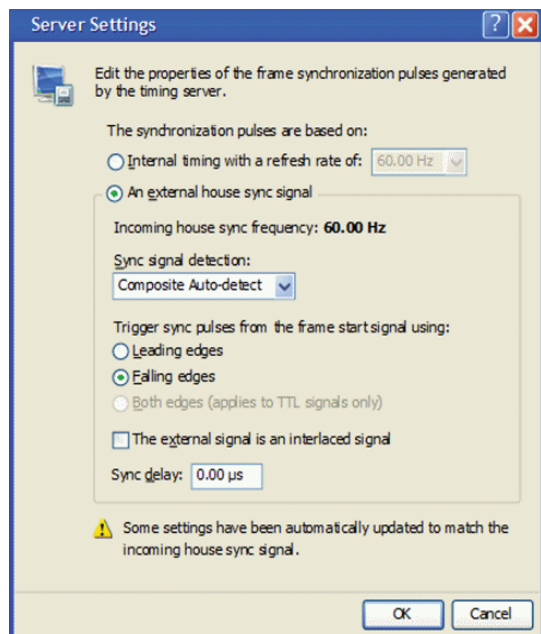 Server Settings
Edit the properties of the frame synchronization pulses generated
by the timing server.
The synchronization pulses are based on:
Internal timing with a refresh rate of: 60.00 Hz
An external house sync signal
Incoming house sync frequency: 60.00 Hz
Sync signal detection:
Composite Auto-detect
Trigger sync pulses from the frame start signal using:
Leading edges
Falling edges
Both edges (applies to TTL signals only)
The external signal is an interlaced signal
Sync delay: 0.00 µs
Some settings have been automatically updated to match the
incoming house sync signal.
OK Cancel